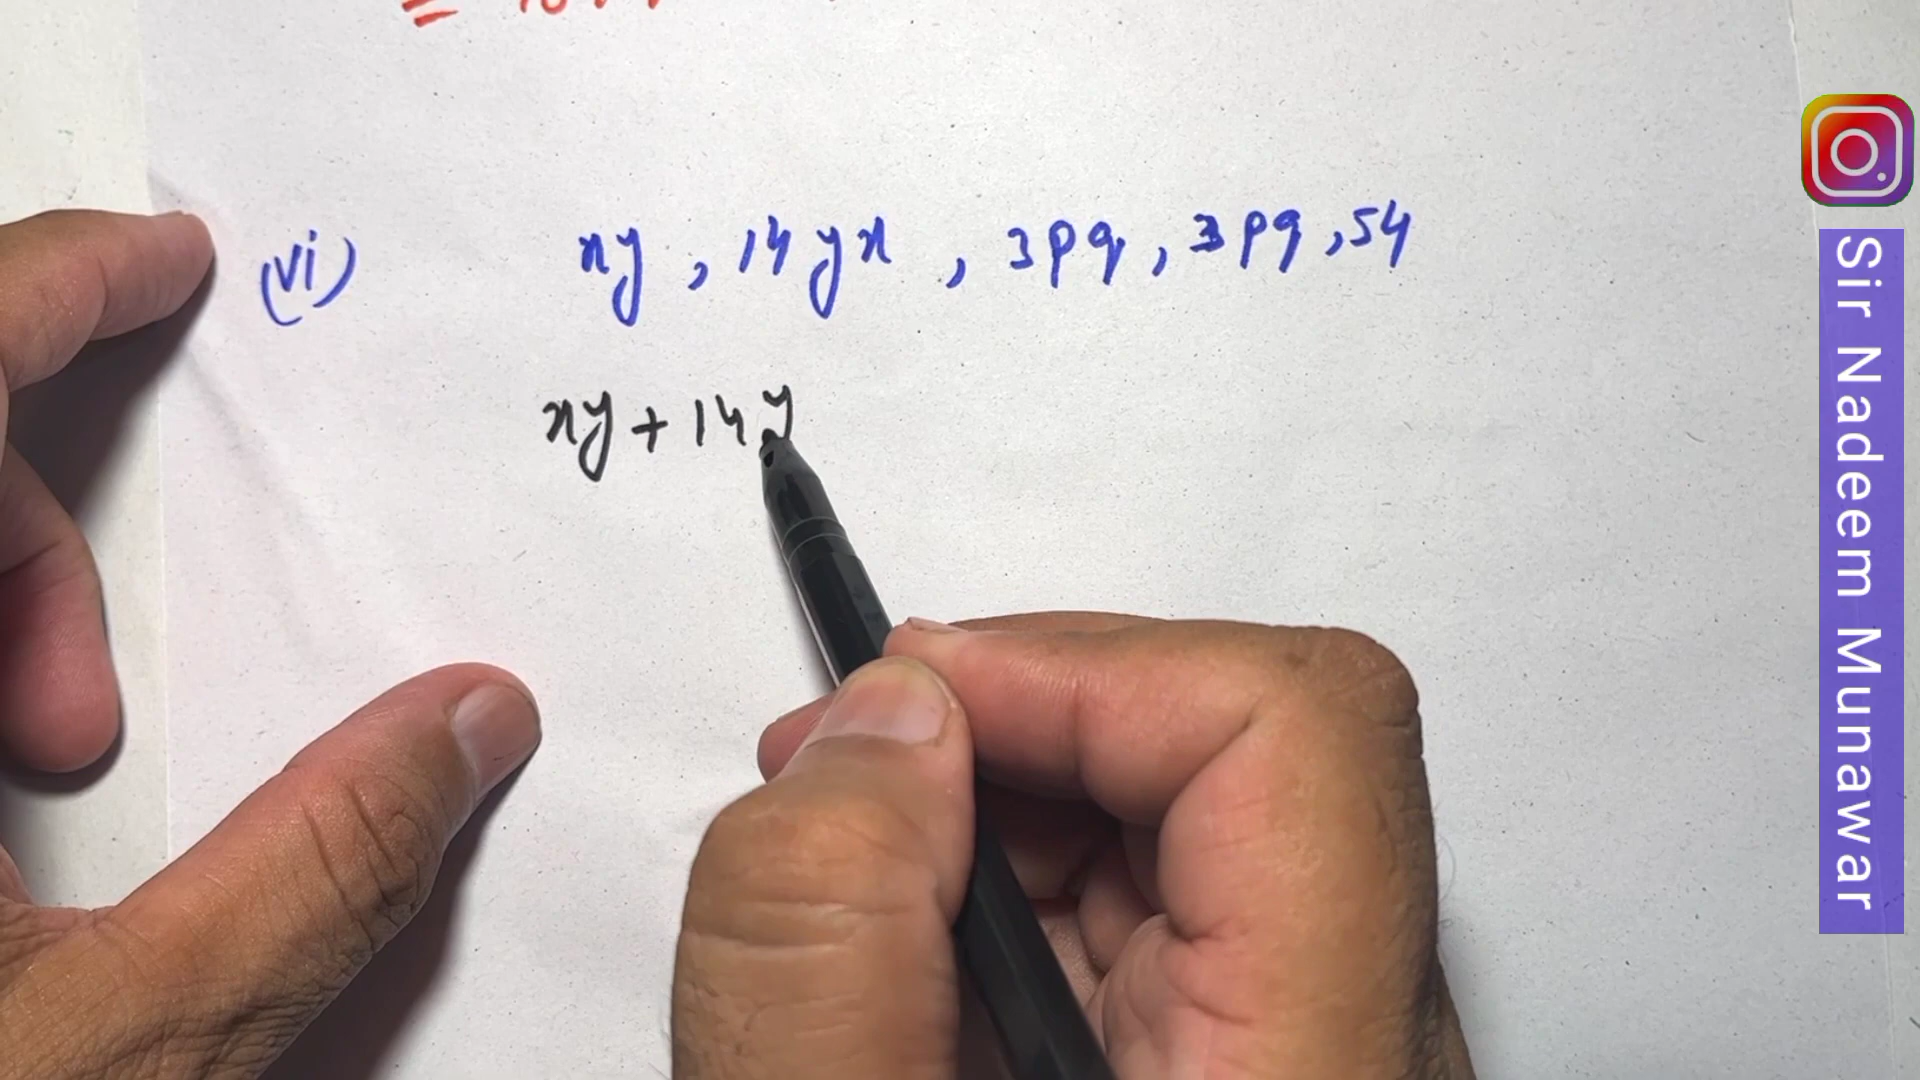 (vi) xy , 14yx , 3pq , 3pq , 54
xy + 14y
Sir Nadeem Munawar